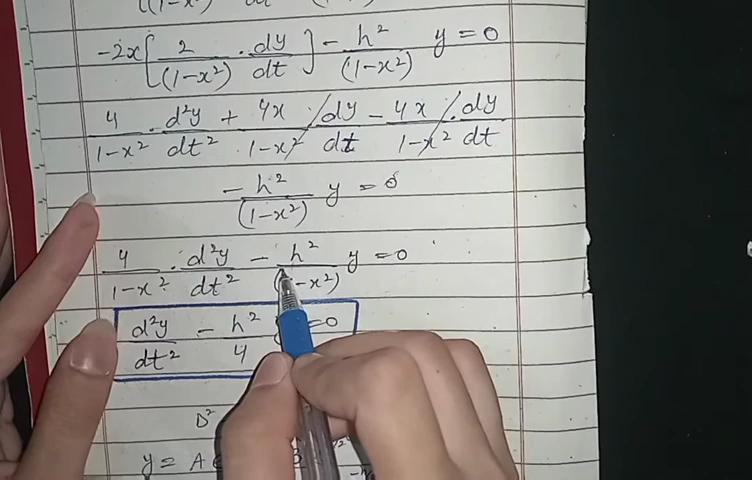 -2x[2/(1-x²) · dy/dt] - h²/(1-x²) y = 0
4/1-x² · d²y/dt² + 4x/1-x² dy/dt - 4x/1-x² · dy/dt
- h²/(1-x²) y = 0
4/1-x² · d²y/dt² - h²/(1-x²) y = 0
d²y/dt² - h²/4 = 0
D²
y = A